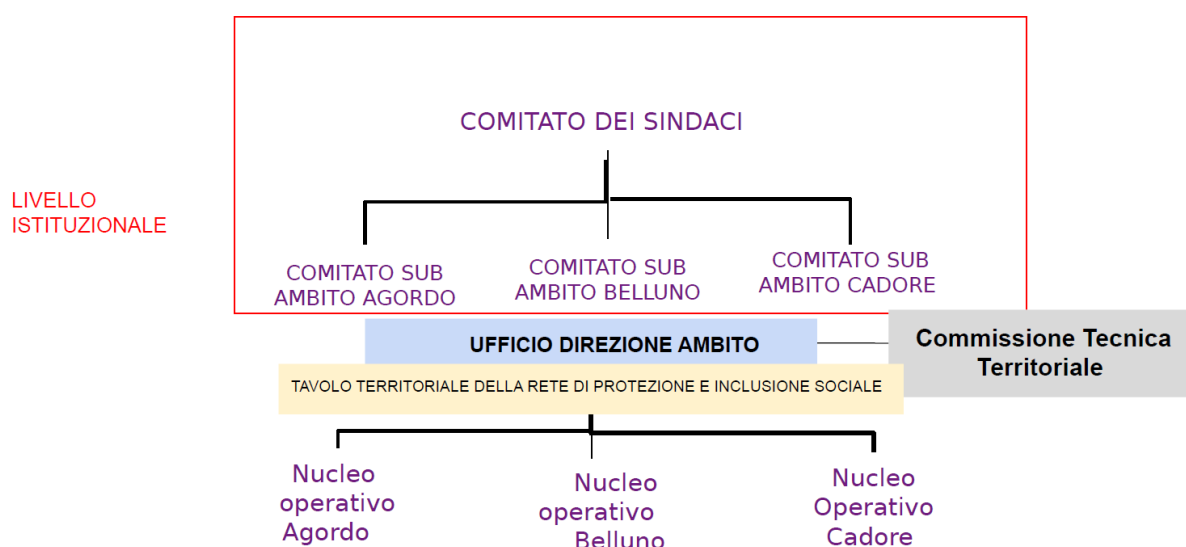 COMITATO DEI SINDACI
LIVELLO
ISTITUZIONALE
COMITATO SUB
AMBITO AGORDO
COMITATO SUB
AMBITO BELLUNO
COMITATO SUB
AMBITO CADORE
UFFICIO DIREZIONE AMBITO
Commissione Tecnica
Territoriale
TAVOLO TERRITORIALE DELLA RETE DI PROTEZIONE E INCLUSIONE SOCIALE
Nucleo
operativo
Agordo
Nucleo
operativo
Belluno
Nucleo
Operativo
Cadore